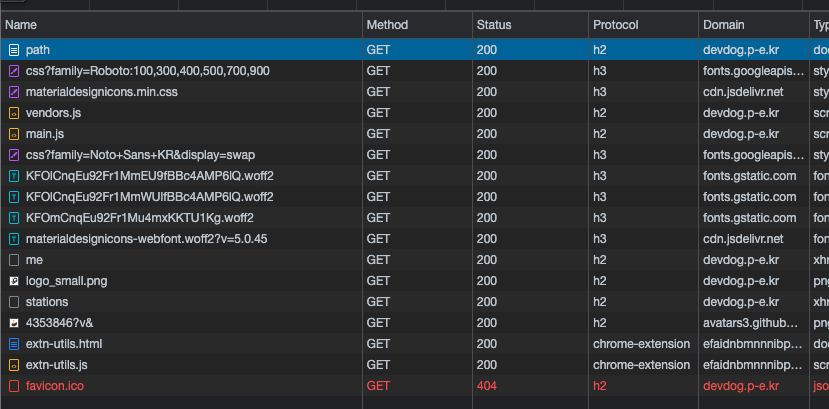 Name Method Status Protocol Domain Typ
path GET 200 h2 devdog.p-e.kr doc
css?family=Roboto:100,300,400,500,700,900 GET 200 h3 fonts.googleapis... sty
materialdesignicons.min.css GET 200 h3 cdn.jsdelivr.net sty
vendors.js GET 200 h2 devdog.p-e.kr scr
main.js GET 200 h2 devdog.p-e.kr scr
css?family=Noto+Sans+KR&display=swap GET 200 h3 fonts.googleapis... sty
KFOlCnqEu92Fr1MmEU9fBBc4AMP6lQ.woff2 GET 200 h3 fonts.gstatic.com fon
KFOlCnqEu92Fr1MmWUlfBBc4AMP6lQ.woff2 GET 200 h3 fonts.gstatic.com fon
KFOmCnqEu92Fr1Mu4mxKKTU1Kg.woff2 GET 200 h3 fonts.gstatic.com fon
materialdesignicons-webfont.woff2?v=5.0.45 GET 200 h3 cdn.jsdelivr.net fon
me GET 200 h2 devdog.p-e.kr xhr
logo_small.png GET 200 h2 devdog.p-e.kr png
stations GET 200 h2 devdog.p-e.kr xhr
4353846?v& GET 200 h2 avatars3.github... png
extn-utils.html GET 200 chrome-extension efaidnbmnnnibp... doc
extn-utils.js GET 200 chrome-extension efaidnbmnnnibp... scr
favicon.ico GET 404 h2 devdog.p-e.kr jso